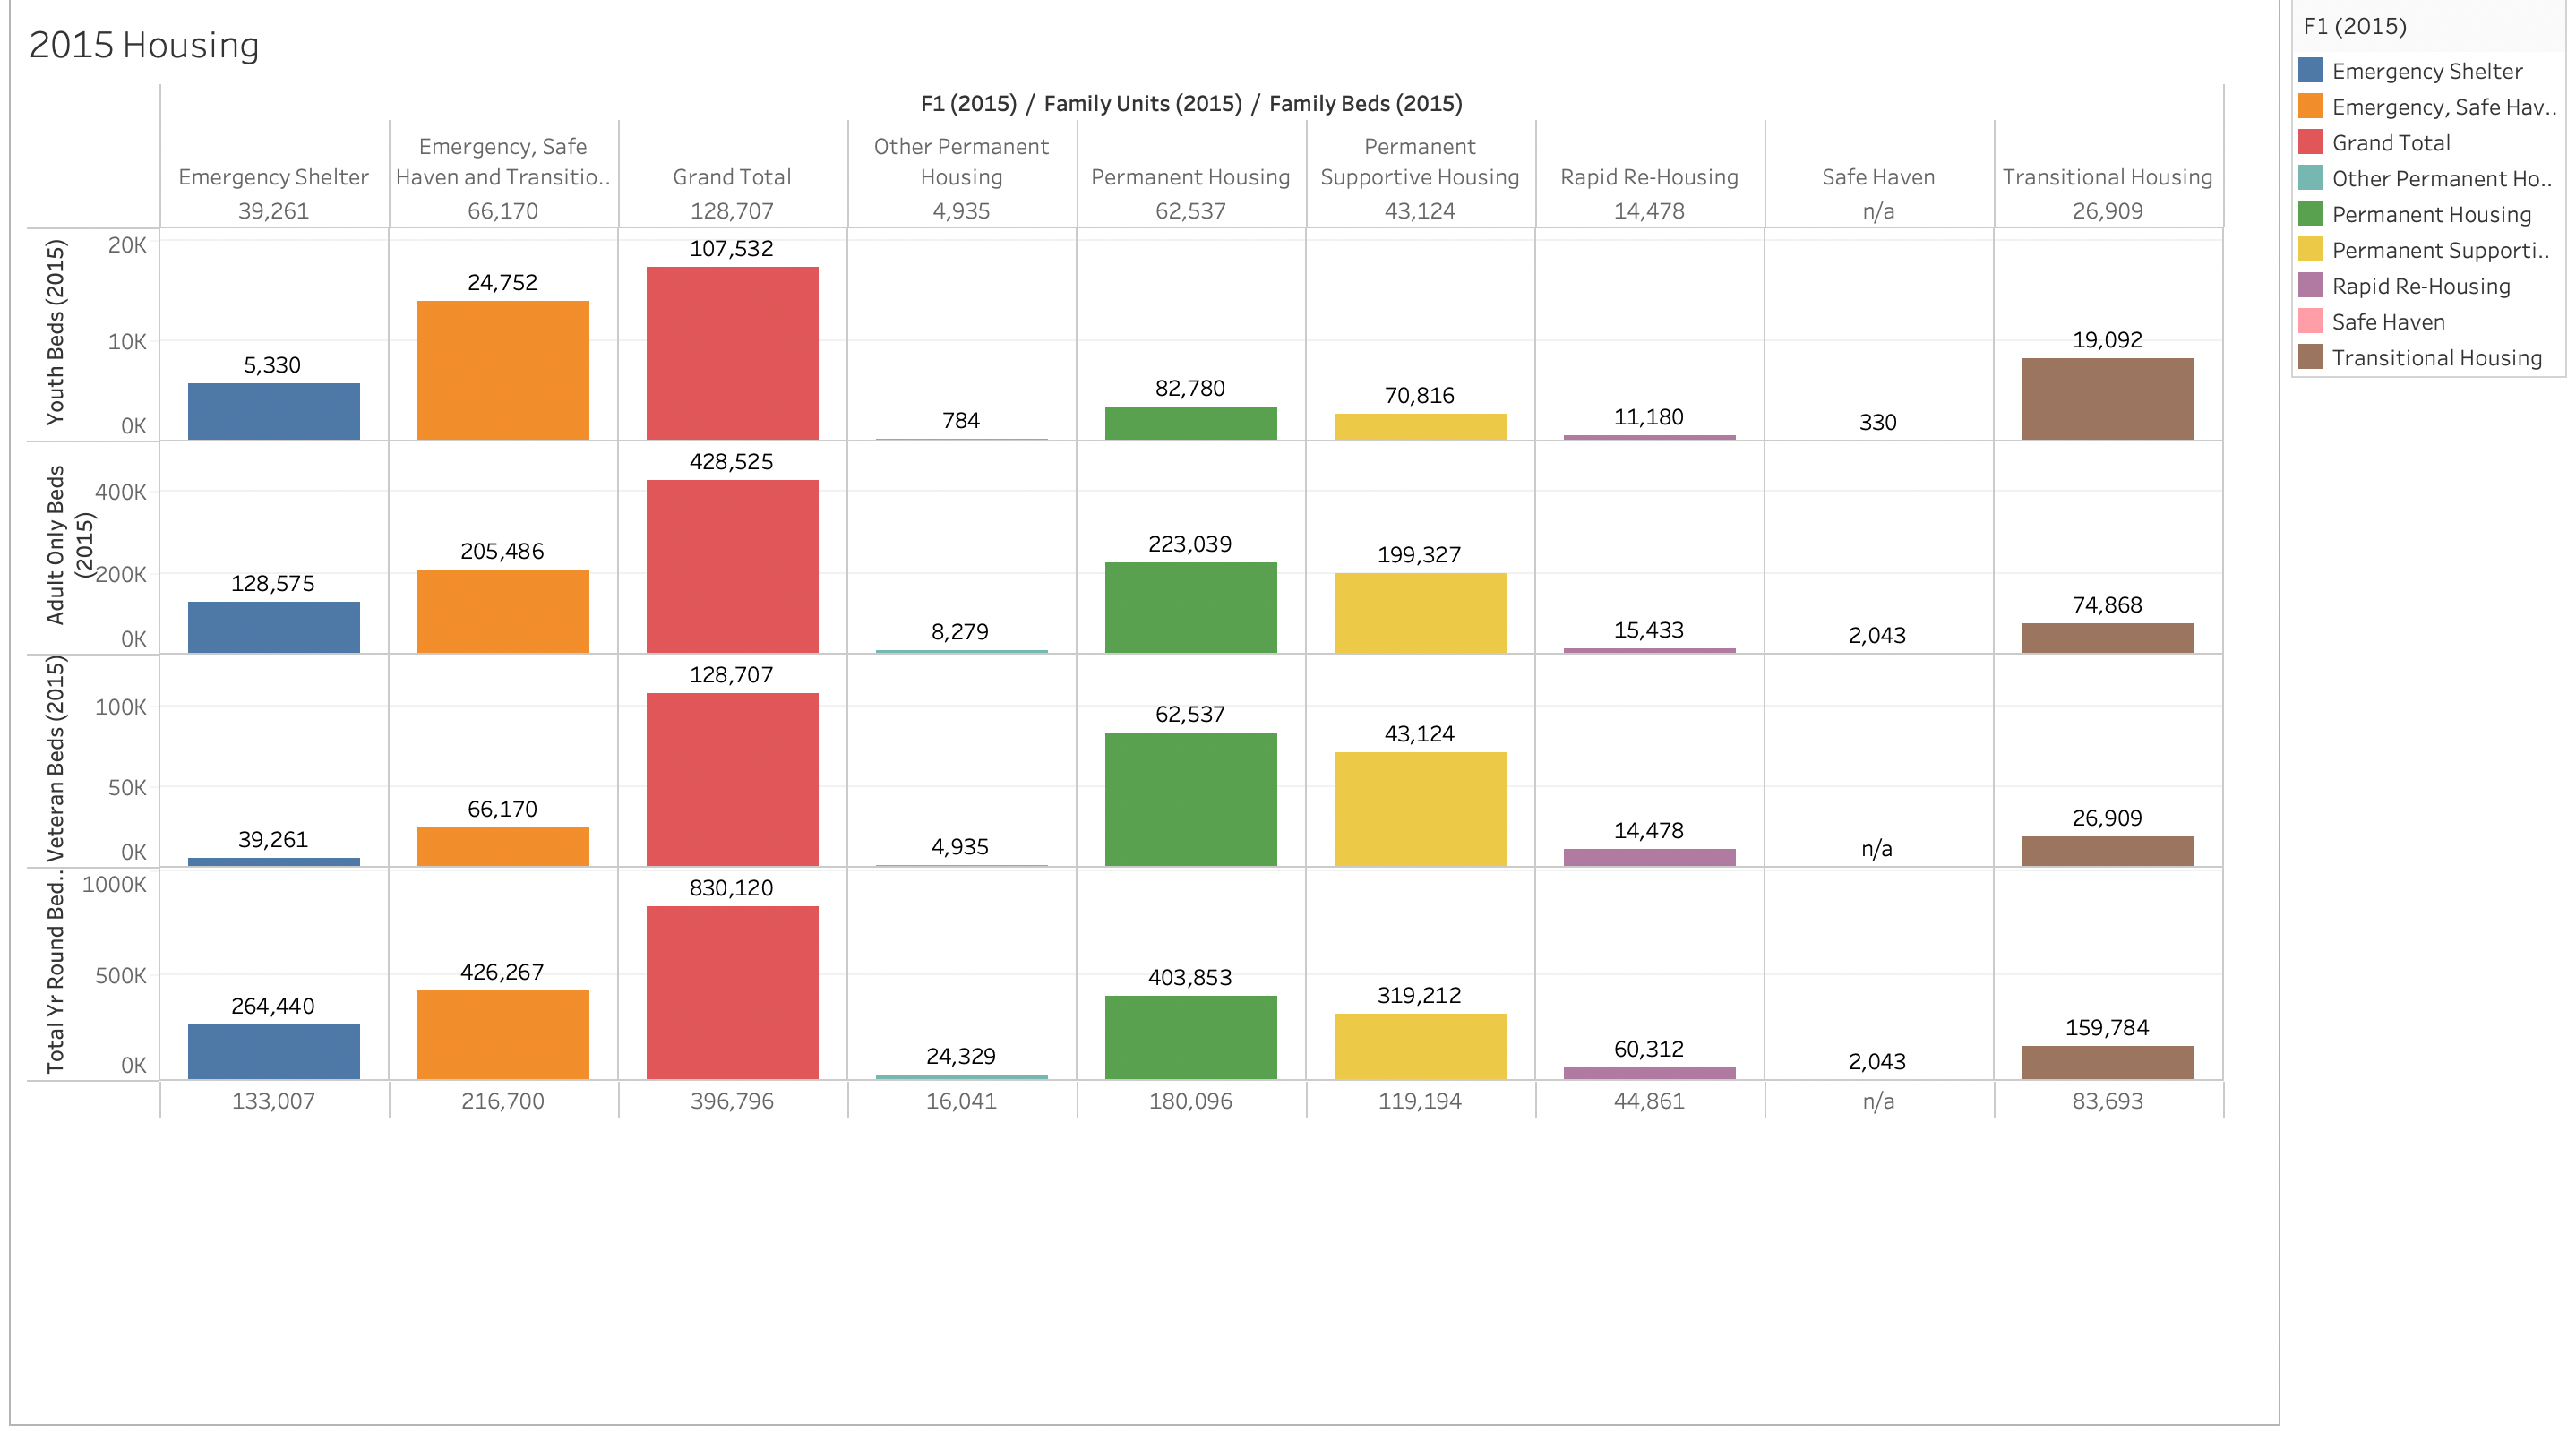 2015 Housing
F1 (2015) / Family Units (2015) / Family Beds (2015)
Emergency Shelter
39,261
Emergency, Safe
Haven and Transitio..
66,170
Grand Total
128,707
Other Permanent
Housing
4,935
Permanent Housing
62,537
Permanent
Supportive Housing
43,124
Rapid Re-Housing
14,478
Safe Haven
n/a
Transitional Housing
26,909
Youth Beds (2015)
20K
10K
0K
5,330
24,752
107,532
784
82,780
70,816
11,180
330
19,092
Adult Only Beds
(2015)
400K
200K
0K
128,575
205,486
428,525
8,279
223,039
199,327
15,433
2,043
74,868
Veteran Beds (2015)
100K
50K
0K
39,261
66,170
128,707
4,935
62,537
43,124
14,478
n/a
26,909
Total Yr Round Bed..
1000K
500K
0K
264,440
426,267
830,120
24,329
403,853
319,212
60,312
2,043
159,784
133,007
216,700
396,796
16,041
180,096
119,194
44,861
n/a
83,693
F1 (2015)
Emergency Shelter
Emergency, Safe Hav..
Grand Total
Other Permanent Ho..
Permanent Housing
Permanent Supporti..
Rapid Re-Housing
Safe Haven
Transitional Housing